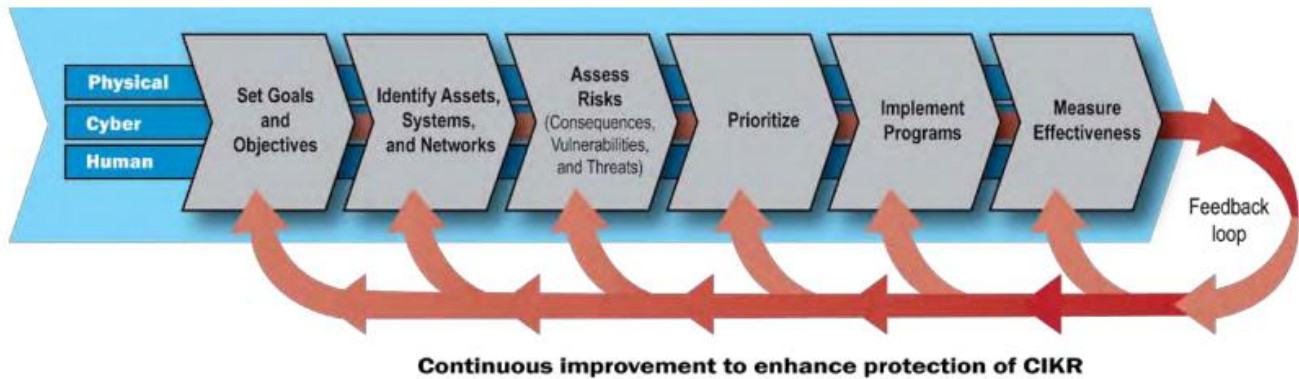 Physical
Cyber
Human
Set Goals
and
Objectives
Identify Assets,
Systems,
and Networks
Assess
Risks
(Consequences,
Vulnerabilities,
and Threats)
Prioritize
Implement
Programs
Measure
Effectiveness
Feedback
loop
Continuous improvement to enhance protection of CIKR